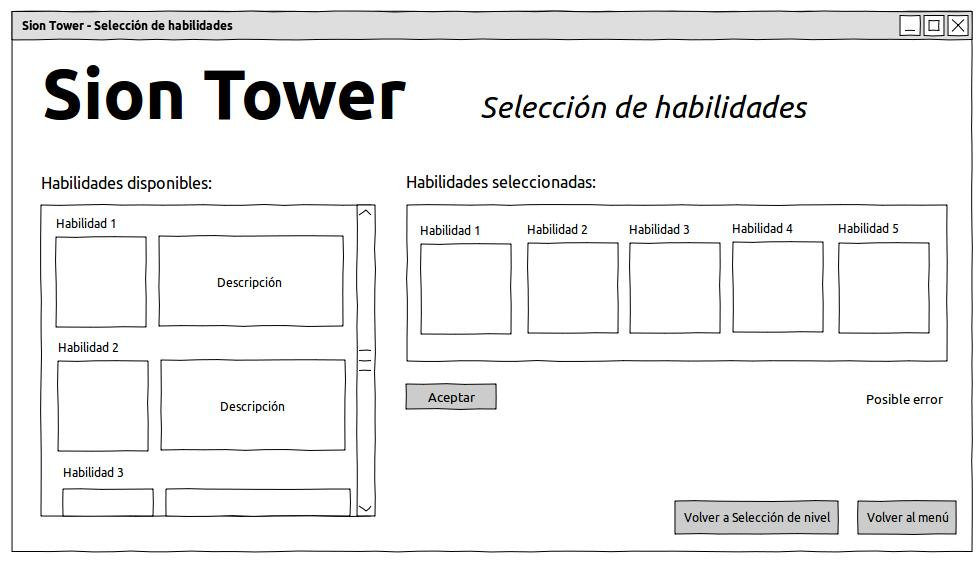 Sion Tower - Selección de habilidades
Sion Tower
Selección de habilidades
Habilidades disponibles:
Habilidad 1
Descripción
Habilidad 2
Descripción
Habilidad 3
Habilidades seleccionadas:
Habilidad 1
Habilidad 2
Habilidad 3
Habilidad 4
Habilidad 5
Aceptar
Posible error
Volver a Selección de nivel
Volver al menú